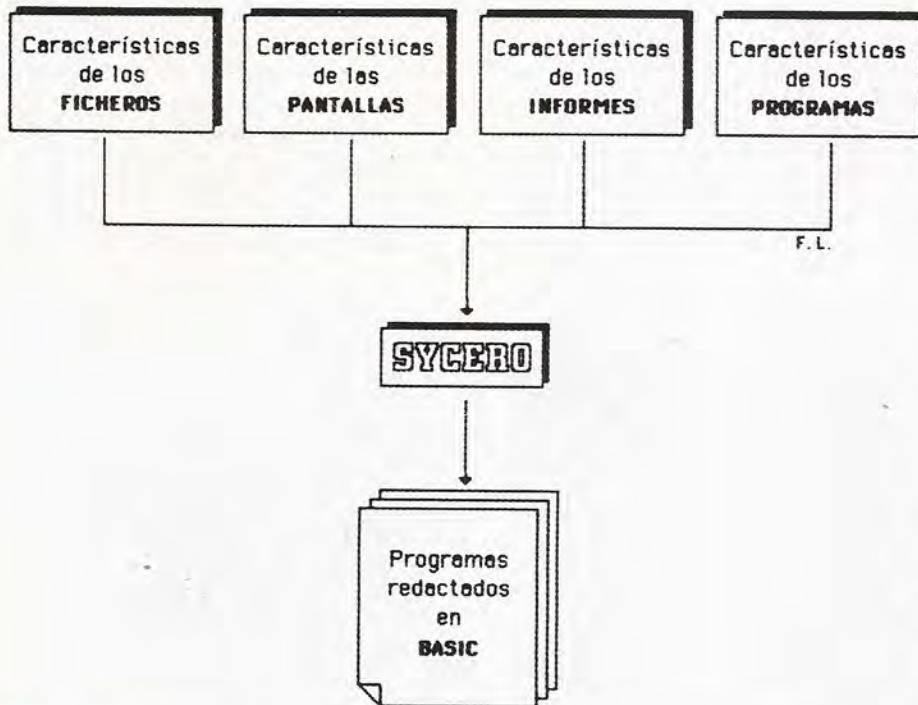 Características
de los
FICHEROS
Características
de las
PANTALLAS
Características
de los
INFORMES
Características
de los
PROGRAMAS
F. L.
SYCERO
Programas
redactados
en
BASIC